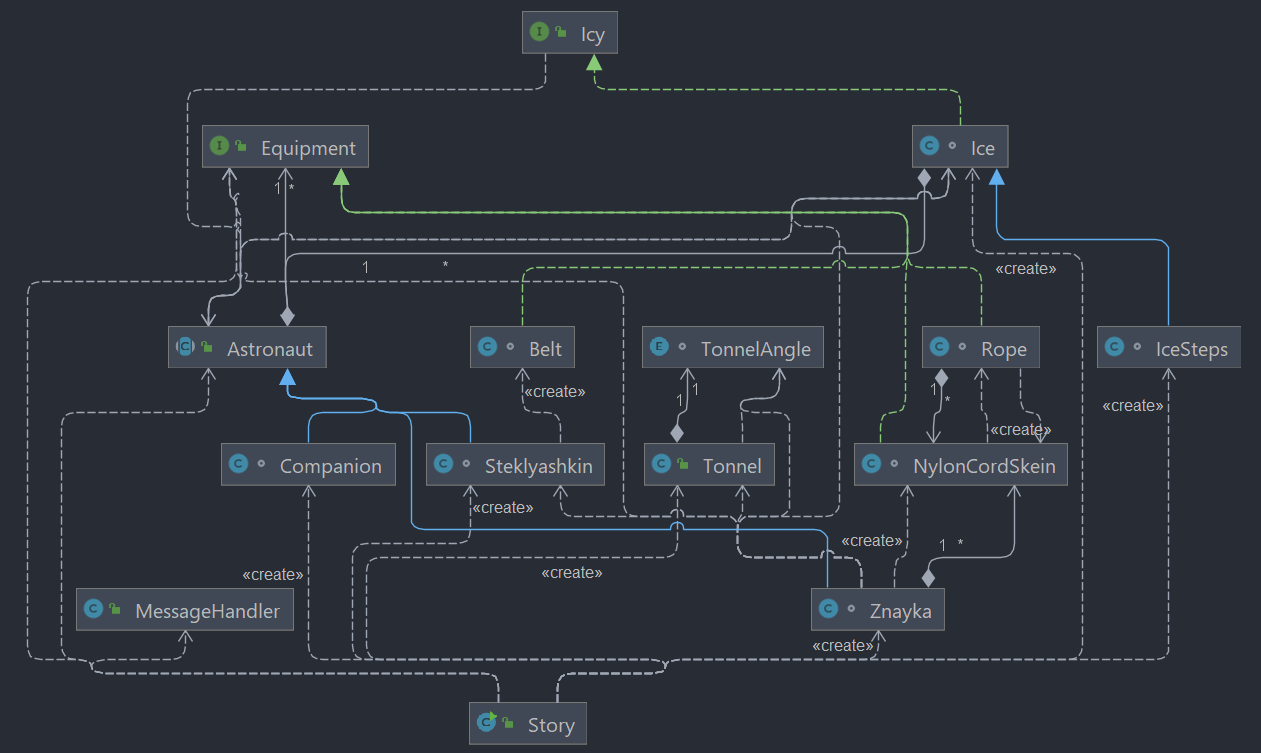 Icy
Equipment
Ice
1 *
1 *
«create»
Astronaut
Belt
TonnelAngle
Rope
IceSteps
«create»
1
1
1
*
«create»
«create»
Companion
Steklyashkin
Tonnel
NylonCordSkein
«create»
«create»
1 *
«create»
«create»
MessageHandler
Znayka
«create»
Story